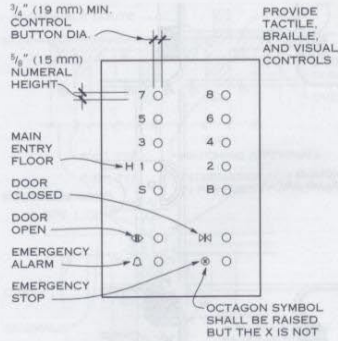 3/4" (19 mm) MIN.
CONTROL
BUTTON DIA.
PROVIDE
TACTILE,
BRAILLE,
AND VISUAL
CONTROLS
5/8" (15 mm)
NUMERAL
HEIGHT
7 8
5 6
3 4
MAIN
ENTRY
FLOOR
H 1 2
S B
DOOR
CLOSED
DOOR
OPEN
EMERGENCY
ALARM
EMERGENCY
STOP
OCTAGON SYMBOL
SHALL BE RAISED
BUT THE X IS NOT